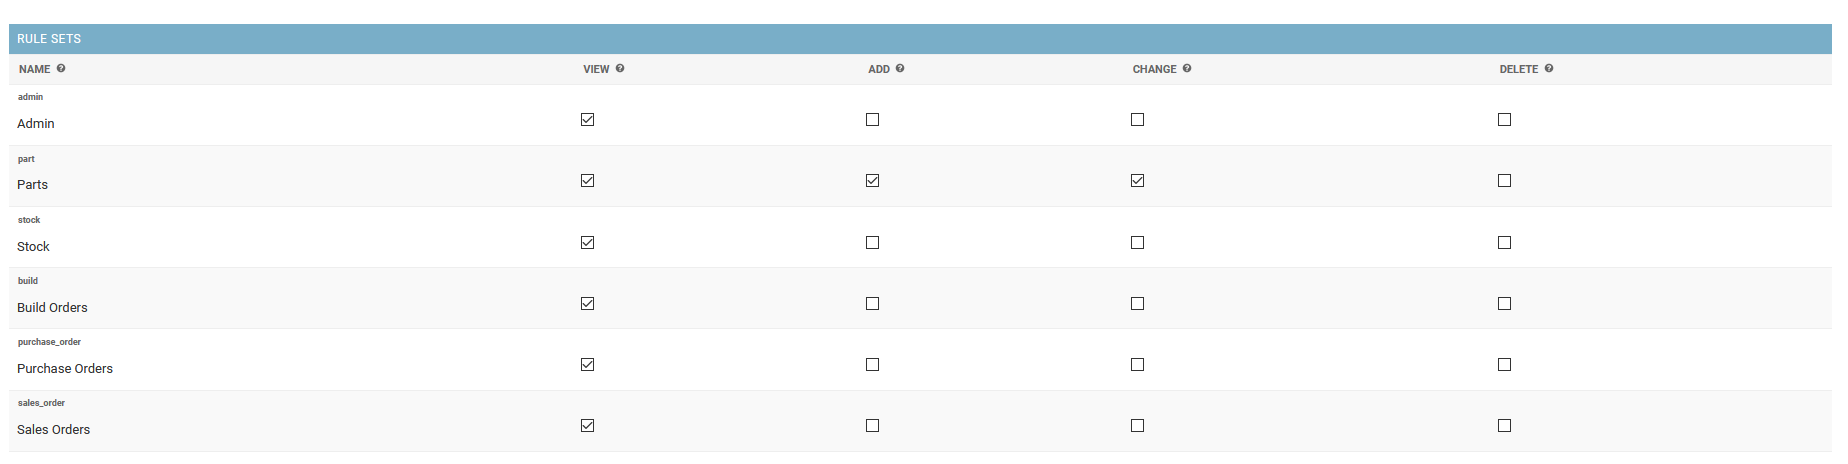 RULE SETS
NAME VIEW ADD CHANGE DELETE
admin
Admin
part
Parts
stock
Stock
build
Build Orders
purchase_order
Purchase Orders
sales_order
Sales Orders